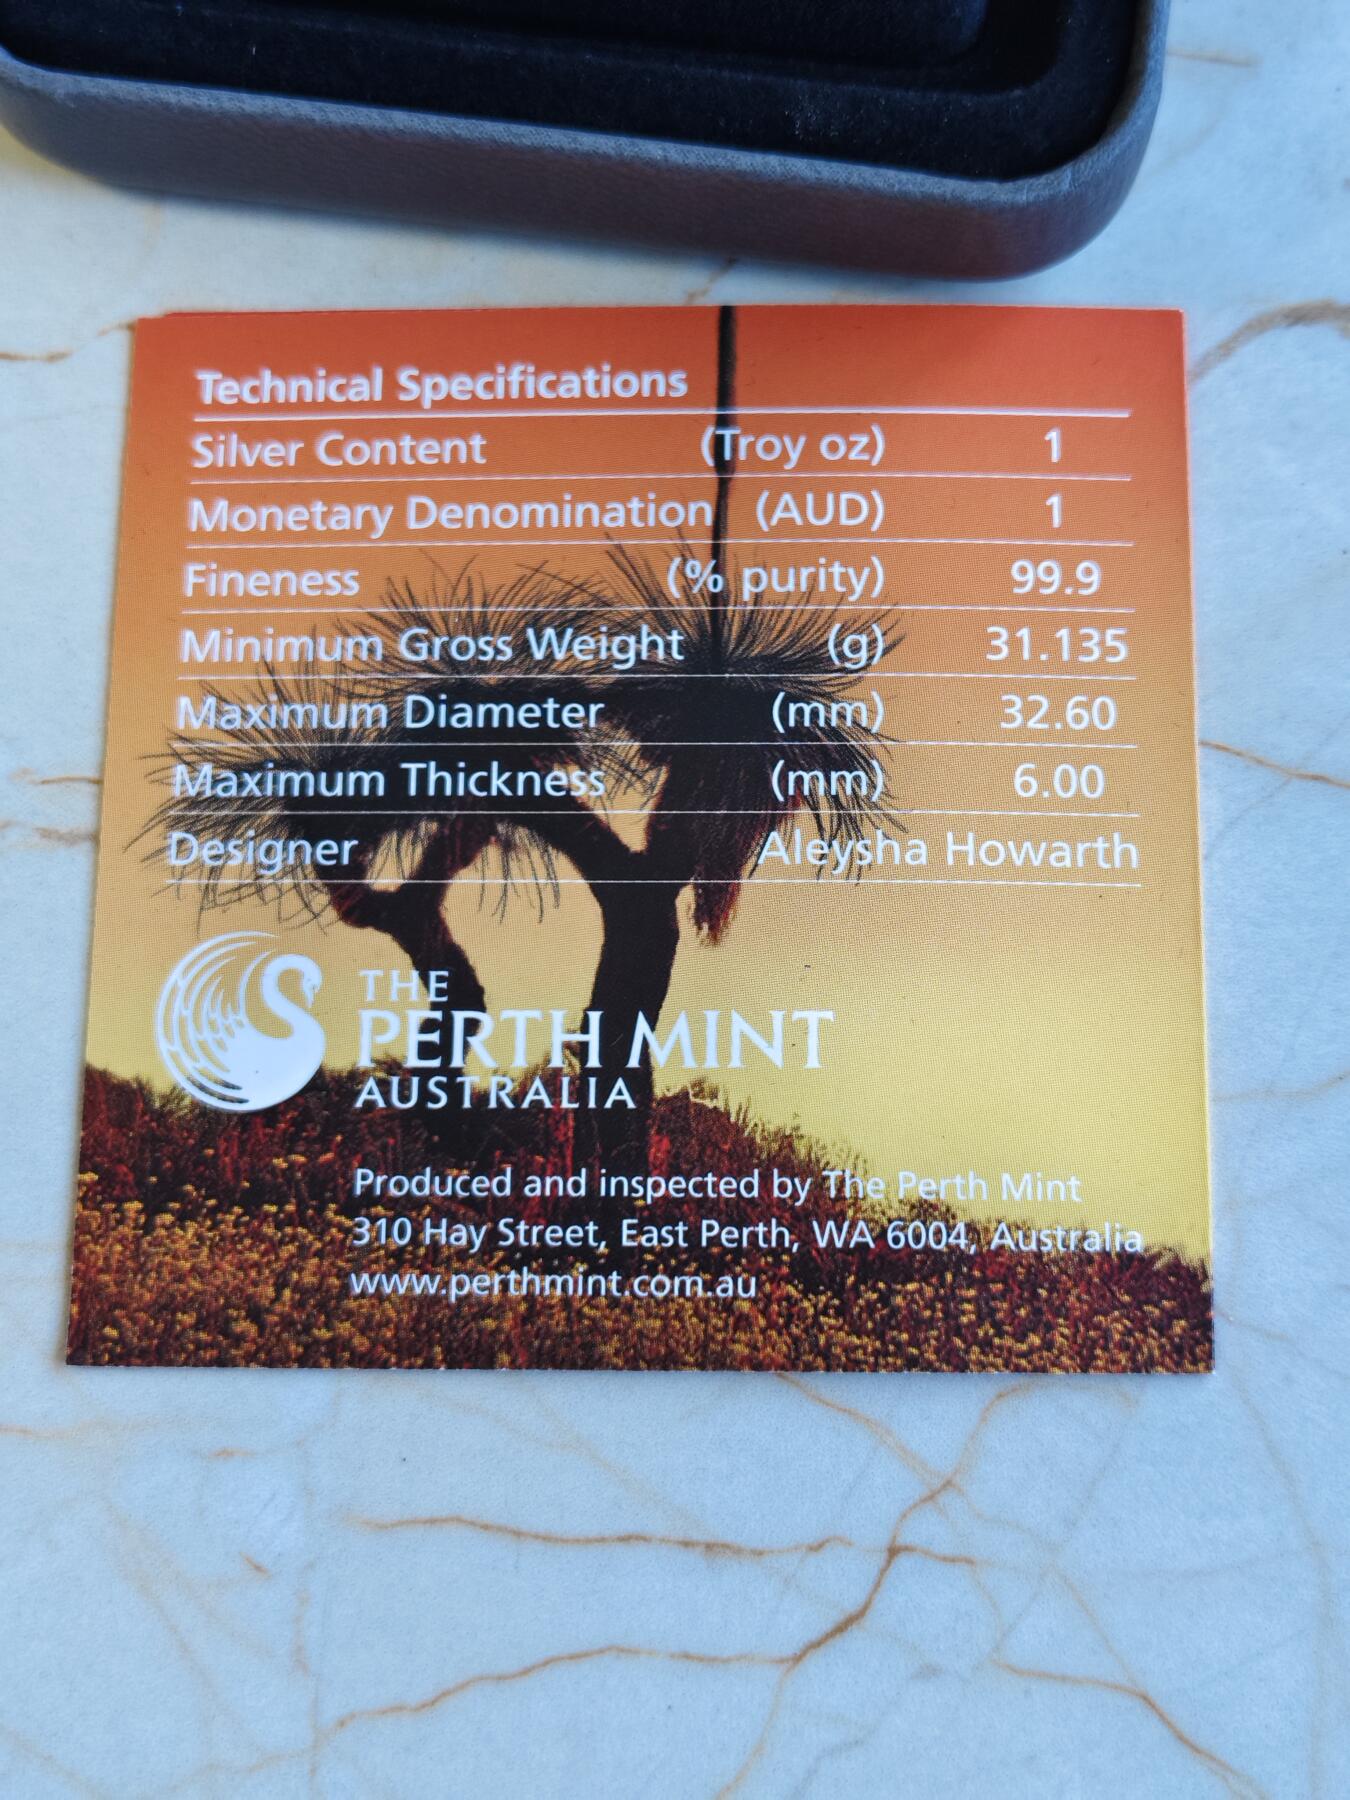 Technical Specifications
Silver Content (Troy oz) 1
Monetary Denomination (AUD) 1
Fineness (% purity) 99.9
Minimum Gross Weight (g) 31.135
Maximum Diameter (mm) 32.60
Maximum Thickness (mm) 6.00
Designer Aleysha Howarth
THE
PERTH MINT
AUSTRALIA
Produced and inspected by The Perth Mint
310 Hay Street, East Perth, WA 6004, Australia
www.perthmint.com.au